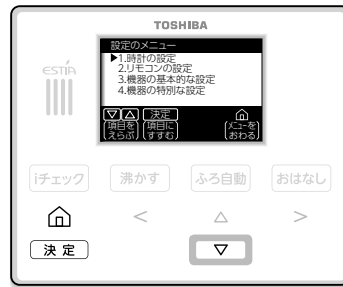 TOSHIBA
設定のメニュー
▶1.時計の設定
2.リモコンの設定
3.機器の基本的な設定
4.機器の特別な設定
▽△ 決定
項目を
えらぶ
項目に
すすむ
メニューを
おわる
ESTÍA
iチェック 沸かす ふろ自動 おはなし
< △ >
決定 ▽